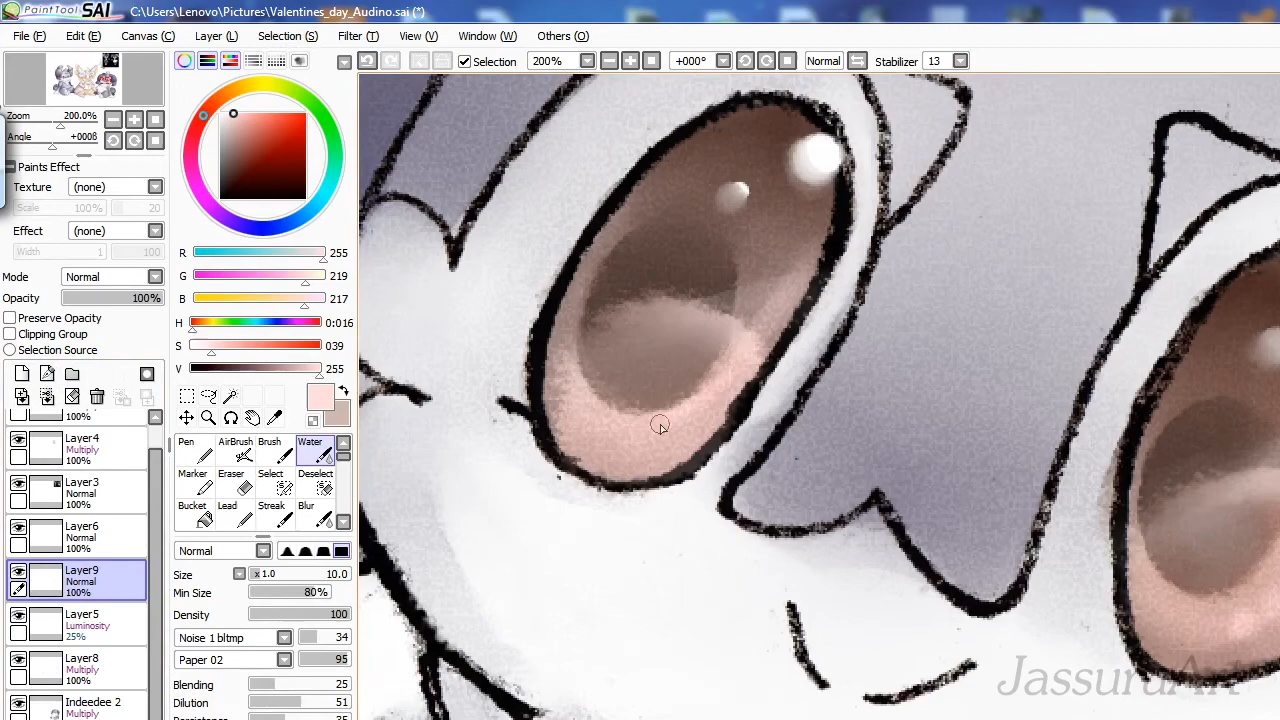 PaintTool SAI C:\Users\Lenovo\Pictures\Valentines_day_Audino.sai (*)
File (F) Edit (E) Canvas (C) Layer (L) Selection (S) Filter (T) View (V) Window (W) Others (O)
Selection 200% +000° Normal Stabilizer 13
Zoom 200.0%
Angle +000ß
Paints Effect
Texture (none)
Scale 100% 20
Effect (none)
Width 1 100
Mode Normal
Opacity 100%
Preserve Opacity
Clipping Group
Selection Source
100%
Layer4
Multiply
100%
Layer3
Normal
100%
Layer6
Normal
100%
Layer9
Normal
100%
Layer5
Luminosity
25%
Layer8
Multiply
100%
Indeedee 2
Multiply
R 255
G 219
B 217
H 0:016
S 039
V 255
Pen AirBrush Brush Water
Marker Eraser Select Deselect
Bucket Lead Streak Blur
Normal
Size x 1.0 10.0
Min Size 80%
Density 100
Noise 1 bltmp 34
Paper 02 95
Blending 25
Dilution 51
JassuruArt